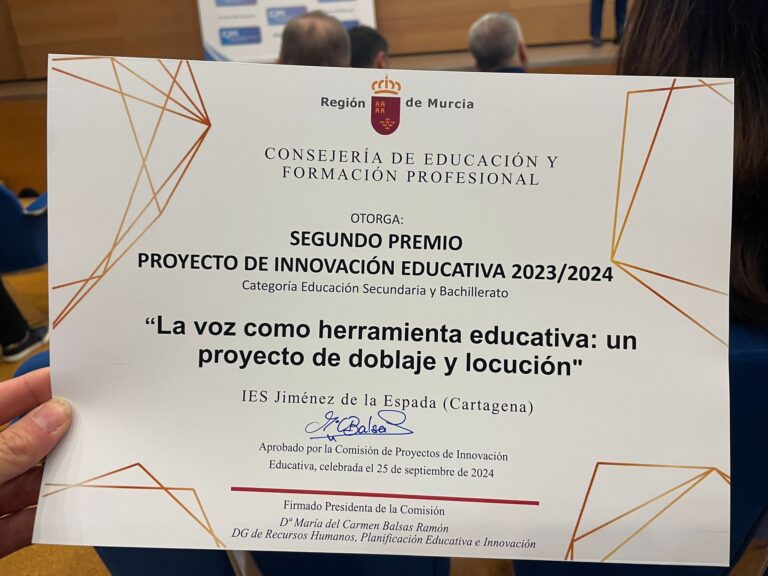 Región de Murcia
CONSEJERÍA DE EDUCACIÓN Y
FORMACIÓN PROFESIONAL
OTORGA:
SEGUNDO PREMIO
PROYECTO DE INNOVACIÓN EDUCATIVA 2023/2024
Categoría Educación Secundaria y Bachillerato
“La voz como herramienta educativa: un
proyecto de doblaje y locución"
IES Jiménez de la Espada (Cartagena)
Mª C Balsas
Aprobado por la Comisión de Proyectos de Innovación
Educativa, celebrada el 25 de septiembre de 2024
Firmado Presidenta de la Comisión
Dª María del Carmen Balsas Ramón
DG de Recursos Humanos, Planificación Educativa e Innovación